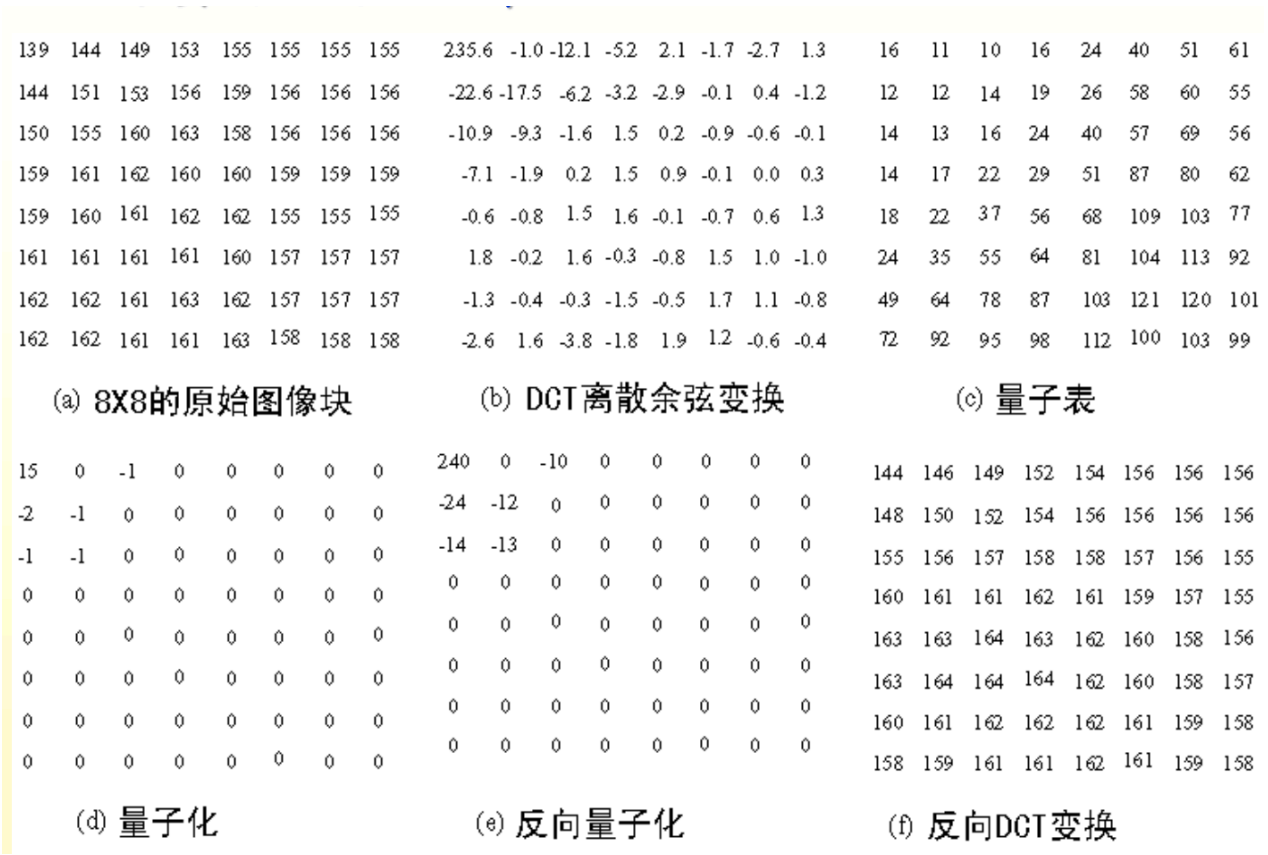 139 144 149 153 155 155 155 155
144 151 153 156 159 156 156 156
150 155 160 163 158 156 156 156
159 161 162 160 160 159 159 159
159 160 161 162 162 155 155 155
161 161 161 161 160 157 157 157
162 162 161 163 162 157 157 157
162 162 161 161 163 158 158 158
(a) 8X8的原始图像块
235.6 -1.0 -12.1 -5.2 2.1 -1.7 -2.7 1.3
-22.6 -17.5 -6.2 -3.2 -2.9 -0.1 0.4 -1.2
-10.9 -9.3 -1.6 1.5 0.2 -0.9 -0.6 -0.1
-7.1 -1.9 0.2 1.5 0.9 -0.1 0.0 0.3
-0.6 -0.8 1.5 1.6 -0.1 -0.7 0.6 1.3
1.8 -0.2 1.6 -0.3 -0.8 1.5 1.0 -1.0
-1.3 -0.4 -0.3 -1.5 -0.5 1.7 1.1 -0.8
-2.6 1.6 -3.8 -1.8 1.9 1.2 -0.6 -0.4
(b) DCT离散余弦变换
16 11 10 16 24 40 51 61
12 12 14 19 26 58 60 55
14 13 16 24 40 57 69 56
14 17 22 29 51 87 80 62
18 22 37 56 68 109 103 77
24 35 55 64 81 104 113 92
49 64 78 87 103 121 120 101
72 92 95 98 112 100 103 99
(c) 量子表
15 0 -1 0 0 0 0 0
-2 -1 0 0 0 0 0 0
-1 -1 0 0 0 0 0 0
0 0 0 0 0 0 0 0
0 0 0 0 0 0 0 0
0 0 0 0 0 0 0 0
0 0 0 0 0 0 0 0
0 0 0 0 0 0 0 0
(d) 量子化
240 0 -10 0 0 0 0 0
-24 -12 0 0 0 0 0 0
-14 -13 0 0 0 0 0 0
0 0 0 0 0 0 0 0
0 0 0 0 0 0 0 0
0 0 0 0 0 0 0 0
0 0 0 0 0 0 0 0
0 0 0 0 0 0 0 0
(e) 反向量子化
144 146 149 152 154 156 156 156
148 150 152 154 156 156 156 156
155 156 157 158 158 157 156 155
160 161 161 162 161 159 157 155
163 163 164 163 162 160 158 156
163 164 164 164 162 160 158 157
160 161 162 162 162 161 159 158
158 159 161 161 162 161 159 158
(f) 反向DCT变换